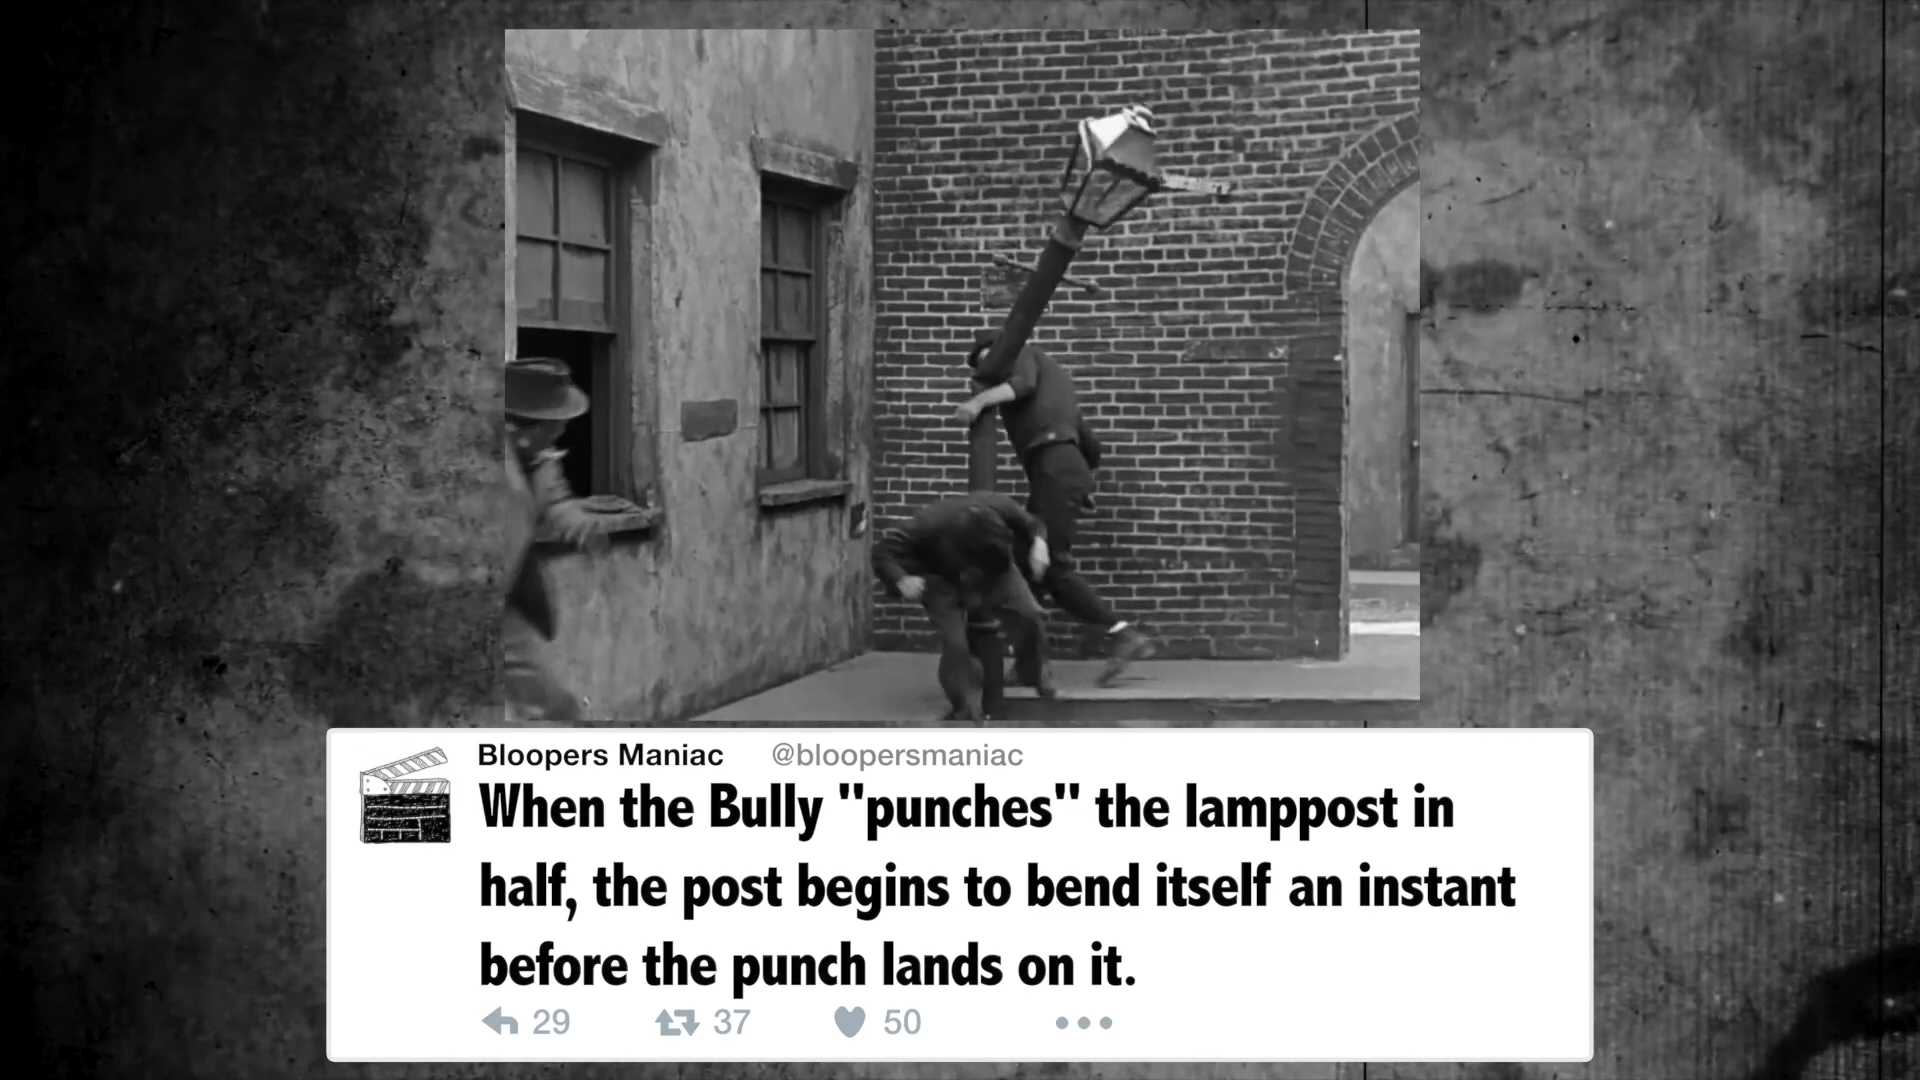 Bloopers Maniac @bloopersmaniac
When the Bully "punches" the lamppost in
half, the post begins to bend itself an instant
before the punch lands on it.
29 37 50